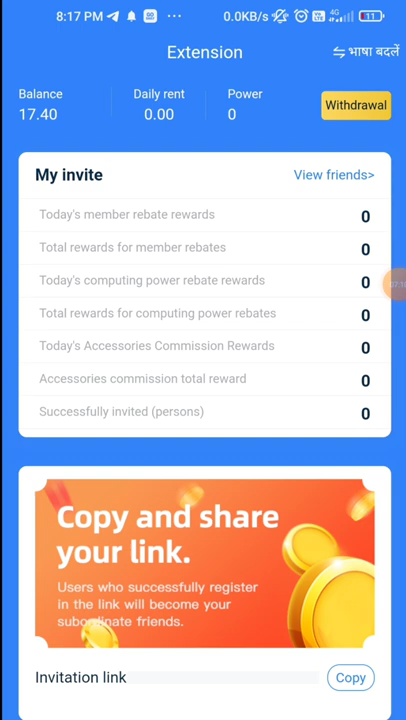 8:17 PM ··· 0.0KB/s 4G 11
Extension
भाषा बदलें
Balance Daily rent Power
17.40 0.00 0
Withdrawal
My invite View friends>
Today's member rebate rewards 0
Total rewards for member rebates 0
Today's computing power rebate rewards 0
Total rewards for computing power rebates 0
Today's Accessories Commission Rewards 0
Accessories commission total reward 0
Successfully invited (persons) 0
Copy and share
your link.
Users who successfully register
in the link will become your
subordinate friends.
Invitation link Copy